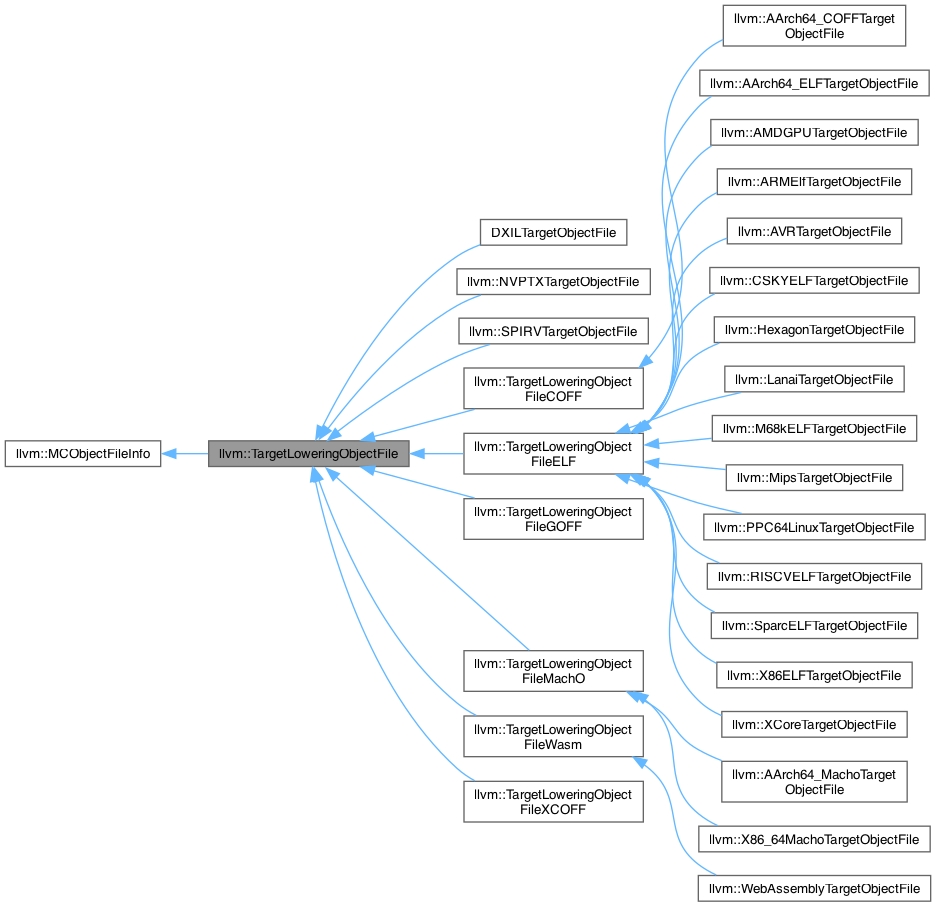 llvm::MCObjectFileInfo
llvm::TargetLoweringObjectFile
DXILTargetObjectFile
llvm::NVPTXTargetObjectFile
llvm::SPIRVTargetObjectFile
llvm::TargetLoweringObject
FileCOFF
llvm::TargetLoweringObject
FileELF
llvm::TargetLoweringObject
FileGOFF
llvm::TargetLoweringObject
FileMachO
llvm::TargetLoweringObject
FileWasm
llvm::TargetLoweringObject
FileXCOFF
llvm::AArch64_COFFTarget
ObjectFile
llvm::AArch64_ELFTargetObjectFile
llvm::AMDGPUTargetObjectFile
llvm::ARMElfTargetObjectFile
llvm::AVRTargetObjectFile
llvm::CSKYELFTargetObjectFile
llvm::HexagonTargetObjectFile
llvm::LanaiTargetObjectFile
llvm::M68kELFTargetObjectFile
llvm::MipsTargetObjectFile
llvm::PPC64LinuxTargetObjectFile
llvm::RISCVELFTargetObjectFile
llvm::SparcELFTargetObjectFile
llvm::X86ELFTargetObjectFile
llvm::XCoreTargetObjectFile
llvm::AArch64_MachoTarget
ObjectFile
llvm::X86_64MachoTargetObjectFile
llvm::WebAssemblyTargetObjectFile